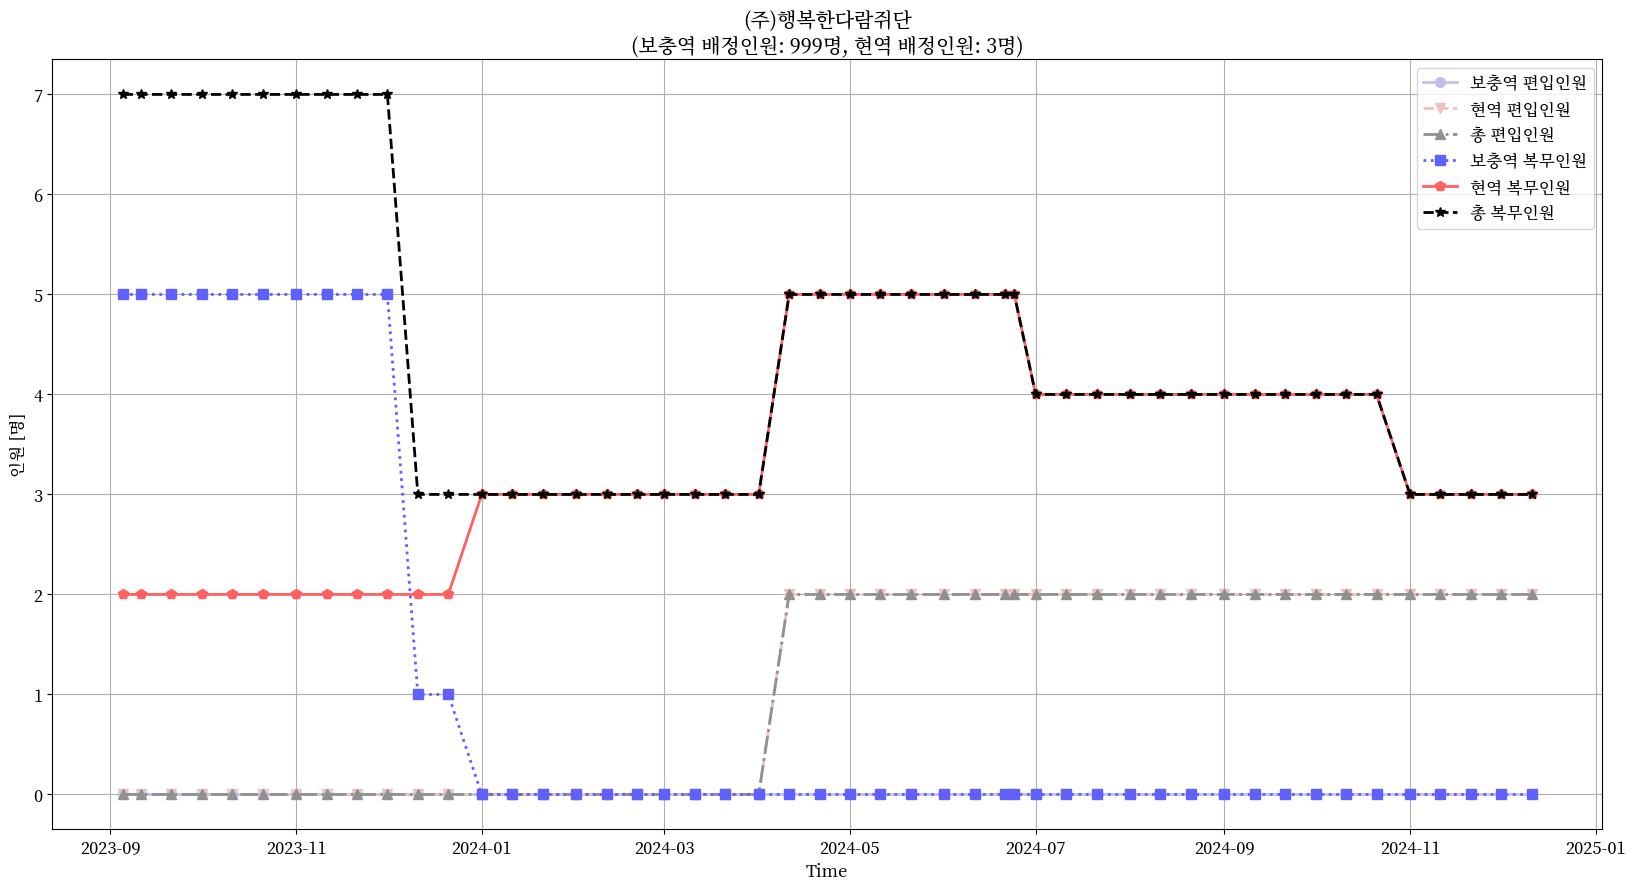 (주)행복한다람쥐단
(보충역 배정인원: 999명, 현역 배정인원: 3명)
보충역 편입인원
현역 편입인원
총 편입인원
보충역 복무인원
현역 복무인원
총 복무인원
인원 [명]
7
6
5
4
3
2
1
0
2023-09
2023-11
2024-01
2024-03
2024-05
2024-07
2024-09
2024-11
2025-01
Time